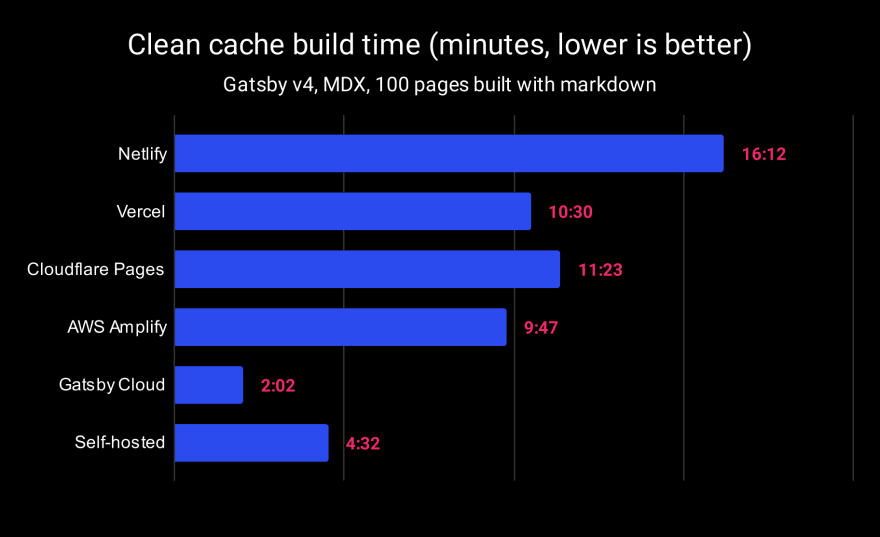 Clean cache build time (minutes, lower is better)
Gatsby v4, MDX, 100 pages built with markdown
Netlify 16:12
Vercel 10:30
Cloudflare Pages 11:23
AWS Amplify 9:47
Gatsby Cloud 2:02
Self-hosted 4:32